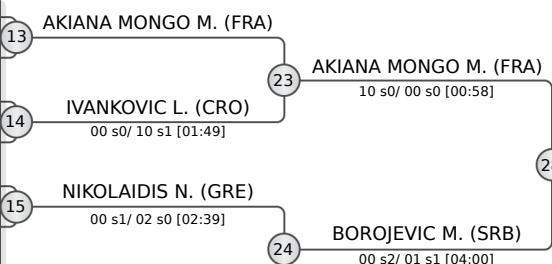 AKIANA MONGO M. (FRA)
13
23
AKIANA MONGO M. (FRA)
10 s0/ 00 s0 [00:58]
IVANKOVIC L. (CRO)
14
00 s0/ 10 s1 [01:49]
NIKOLAIDIS N. (GRE)
15
00 s1/ 02 s0 [02:39]
24
BOROJEVIC M. (SRB)
00 s2/ 01 s1 [04:00]